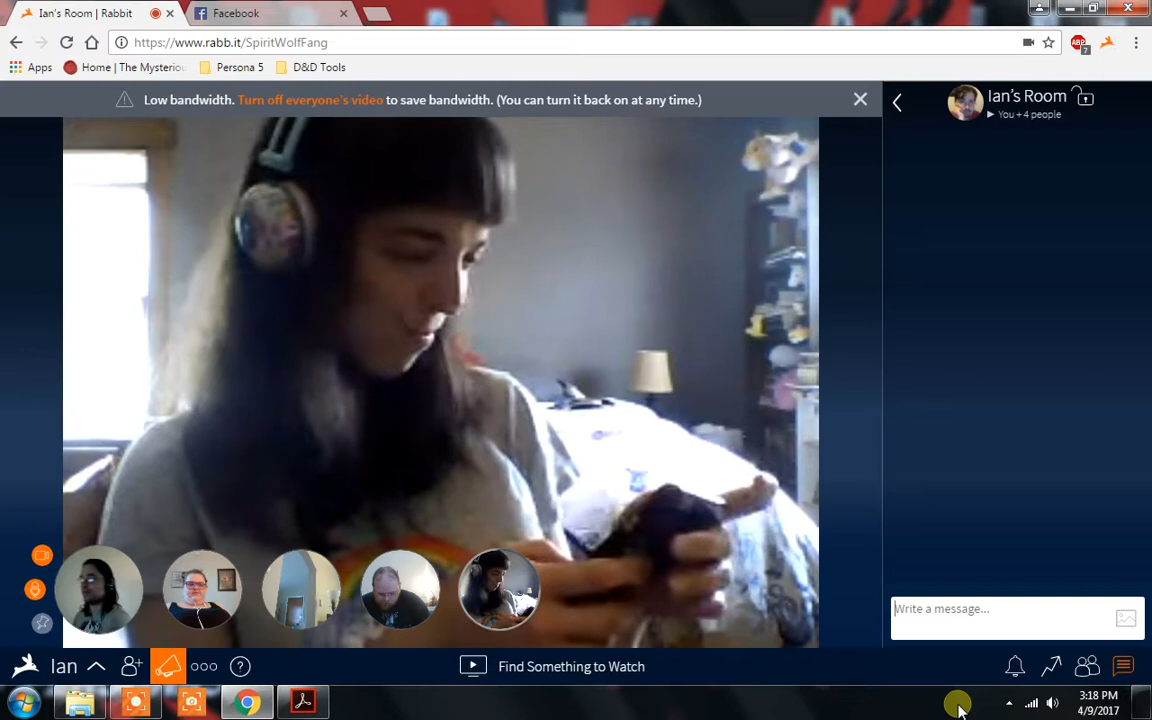 Ian's Room | Rabbit
Facebook
https://www.rabb.it/SpiritWolfFang
ABP
7
Apps
Home | The Mysteriou
Persona 5
D&D Tools
Low bandwidth. Turn off everyone's video to save bandwidth. (You can turn it back on at any time.)
Ian's Room
You + 4 people
Write a message...
Ian
Find Something to Watch
3:18 PM
4/9/2017